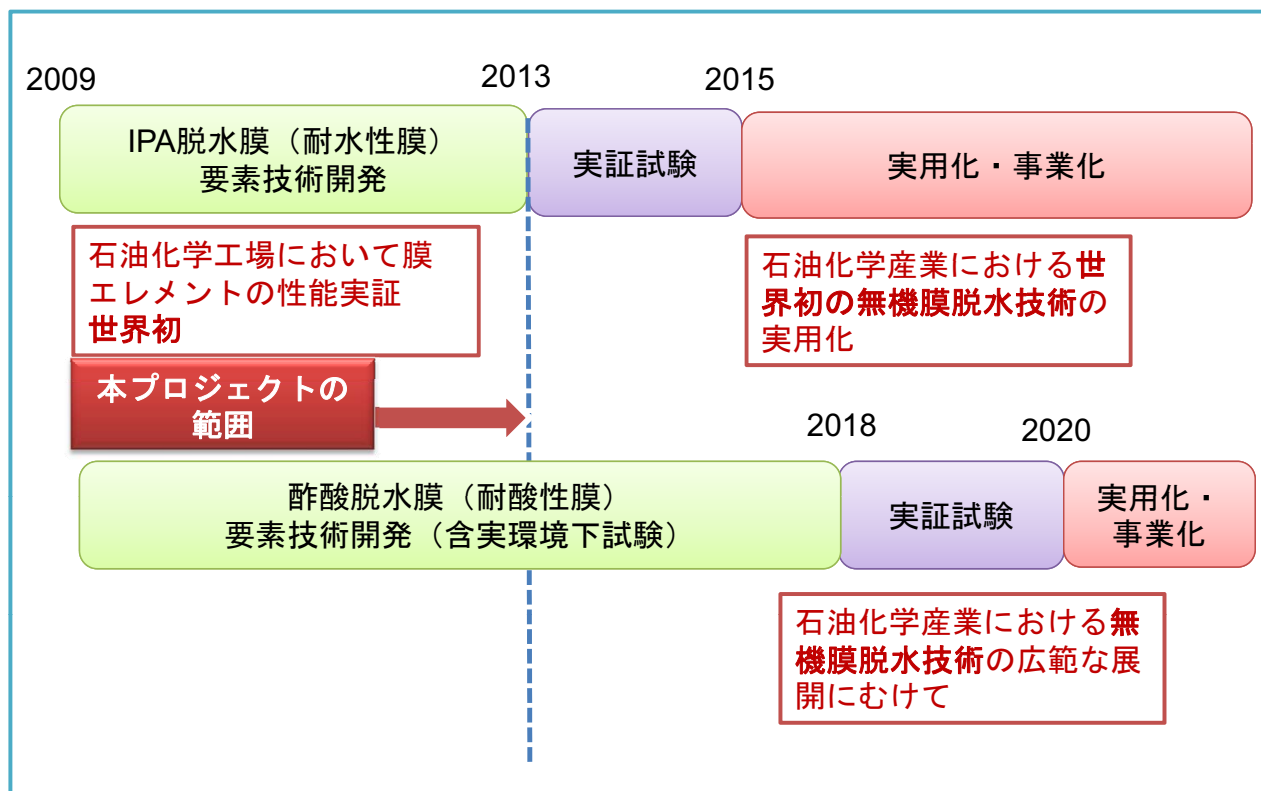 2009
2013
2015
IPA脱水膜（耐水性膜）
要素技術開発
実証試験
実用化・事業化
石油化学工場において膜
エレメントの性能実証
世界初
石油化学産業における世
界初の無機膜脱水技術の
実用化
本プロジェクトの
範囲
2018
2020
酢酸脱水膜（耐酸性膜）
要素技術開発（含実環境下試験）
実証試験
実用化・
事業化
石油化学産業における無
機膜脱水技術の広範な展
開にむけて